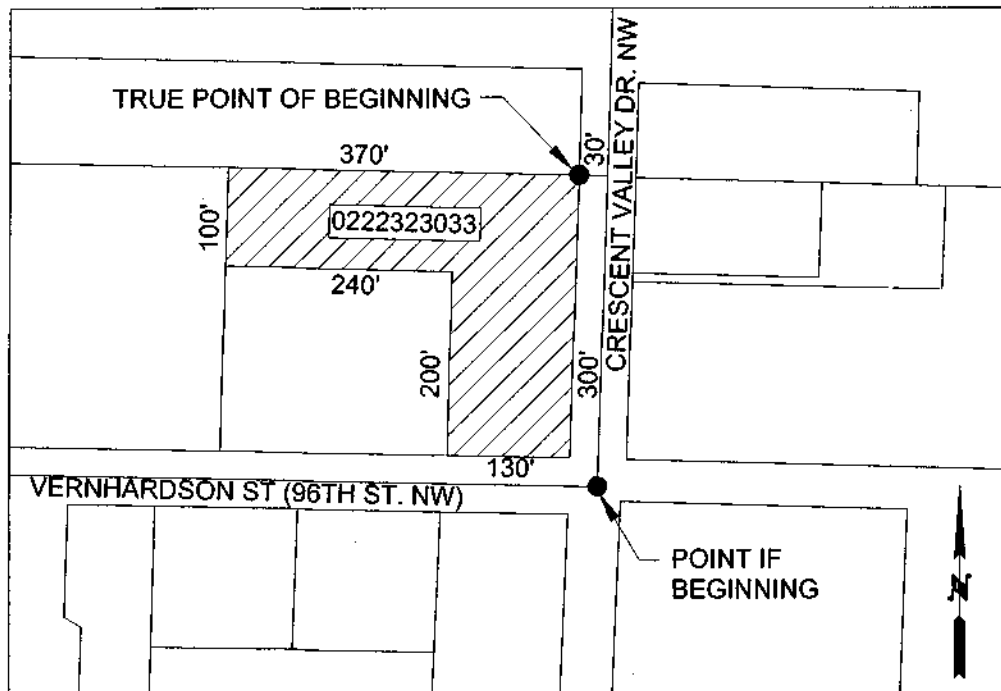 CRESCENT VALLEY DR. NW
TRUE POINT OF BEGINNING
30'
370'
100'
0222323033
240'
200'
300'
130'
VERNHARDSON ST (96TH ST. NW)
POINT IF
BEGINNING
N